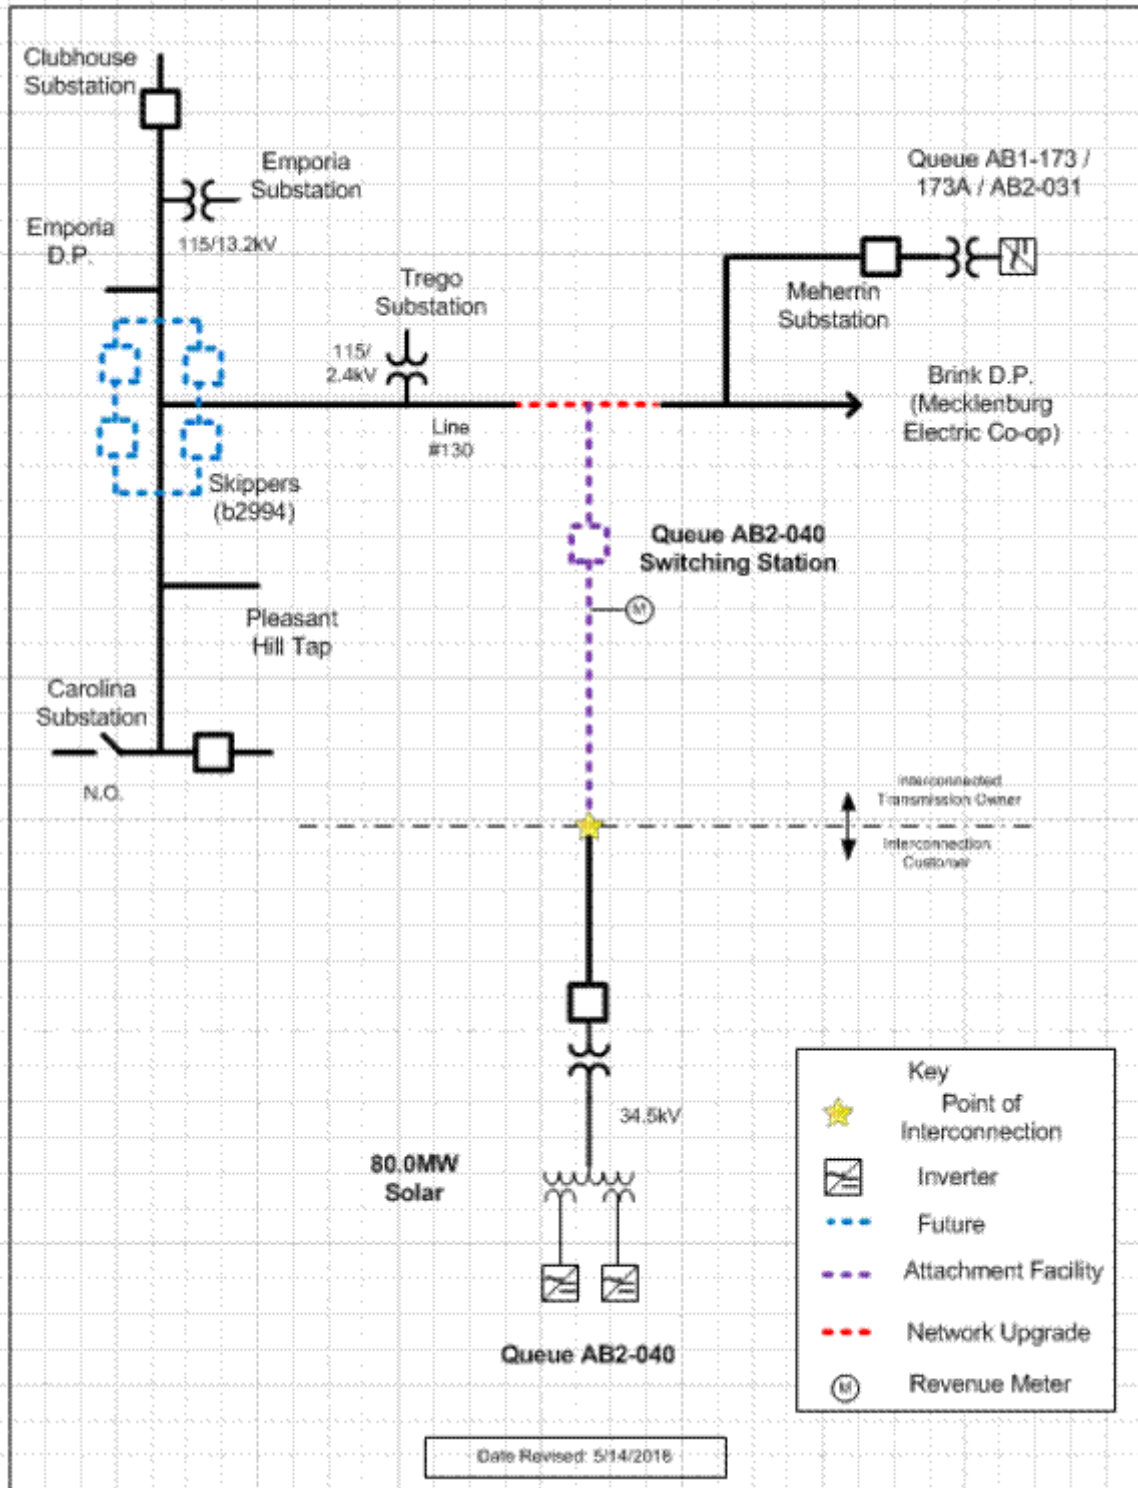 Clubhouse
Substation
Emporia
Substation
115/13.2kV
Emporia
D.P.
Trego
Substation
115/
2.4kV
Line
#130
Queue AB1-173 /
173A / AB2-031
Meherrin
Substation
Brink D.P.
(Mecklenburg
Electric Co-op)
Skippers
(b2994)
Queue AB2-040
Switching Station
M
Pleasant
Hill Tap
Carolina
Substation
N.O.
Interconnected
Transmission Owner
Interconnection
Customer
34.5kV
80.0MW
Solar
Queue AB2-040
Key
Point of
Interconnection
Inverter
Future
Attachment Facility
Network Upgrade
M
Revenue Meter
Date Revised: 5/14/2018